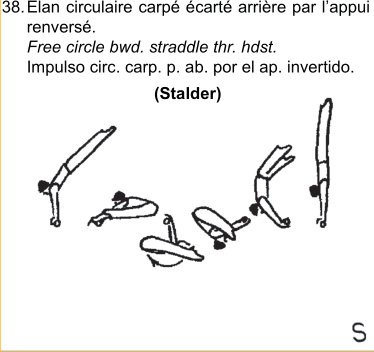 38. Elan circulaire carpé écarté arrière par l'appui
renversé.
Free circle bwd. straddle thr. hdst.
Impulso circ. carp. p. ab. por el ap. invertido.
(Stalder)
S